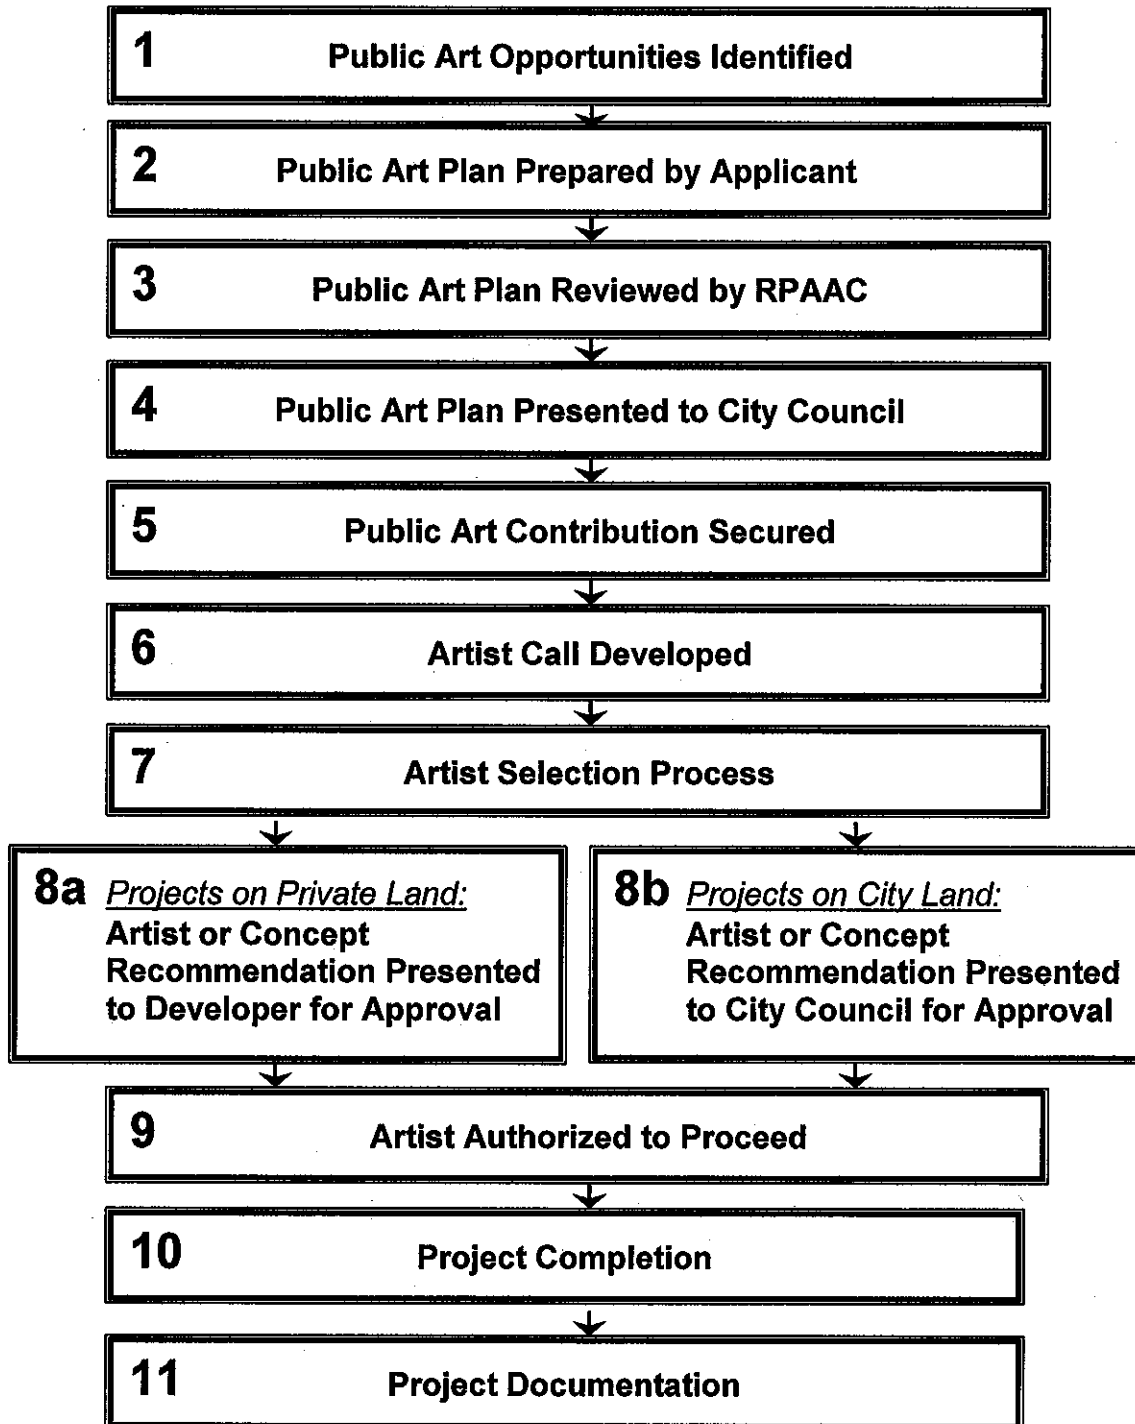 1 Public Art Opportunities Identified
2 Public Art Plan Prepared by Applicant
3 Public Art Plan Reviewed by RPAAC
4 Public Art Plan Presented to City Council
5 Public Art Contribution Secured
6 Artist Call Developed
7 Artist Selection Process
8a Projects on Private Land:
Artist or Concept
Recommendation Presented
to Developer for Approval
8b Projects on City Land:
Artist or Concept
Recommendation Presented
to City Council for Approval
9 Artist Authorized to Proceed
10 Project Completion
11 Project Documentation